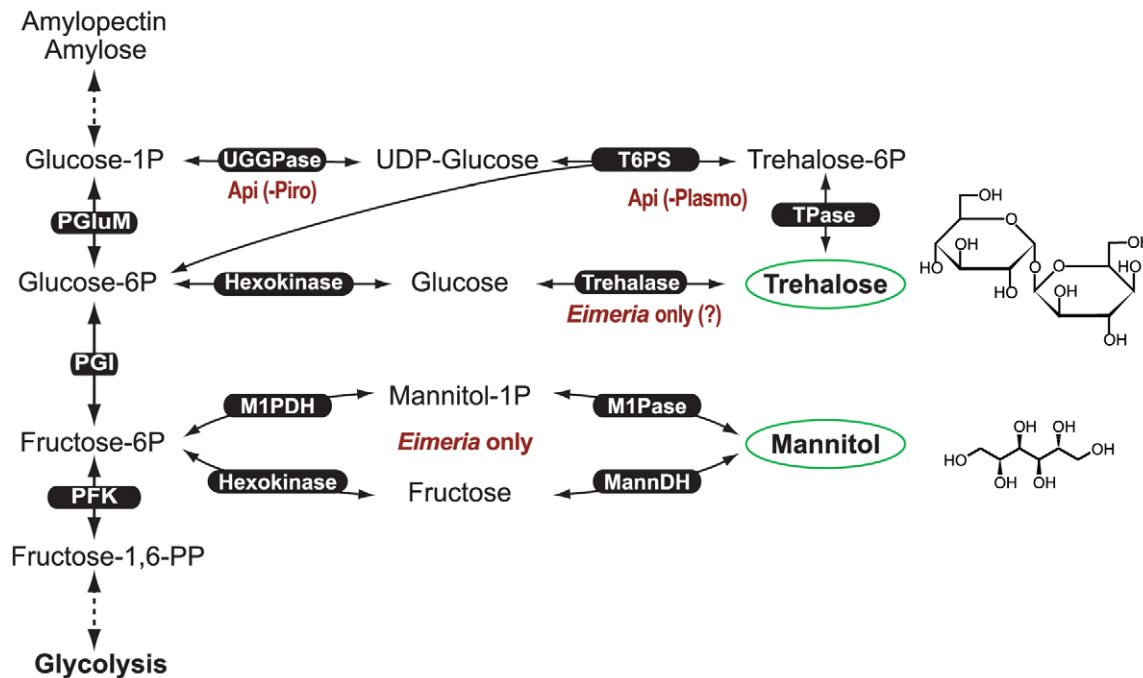 Amylopectin
Amylose
Glucose-1P
UGGPase
UDP-Glucose
T6PS
Trehalose-6P
Api (-Piro)
Api (-Plasmo)
PGluM
TPase
Glucose-6P
Hexokinase
Glucose
Trehalase
Trehalose
Eimeria only (?)
OH
O
OH
HO
OH
O
OH
O
HO
OH
OH
OH
PGI
M1PDH
Mannitol-1P
M1Pase
Fructose-6P
Eimeria only
Mannitol
PFK
Hexokinase
Fructose
MannDH
OH
OH
HO
OH
OH
OH
Fructose-1,6-PP
Glycolysis